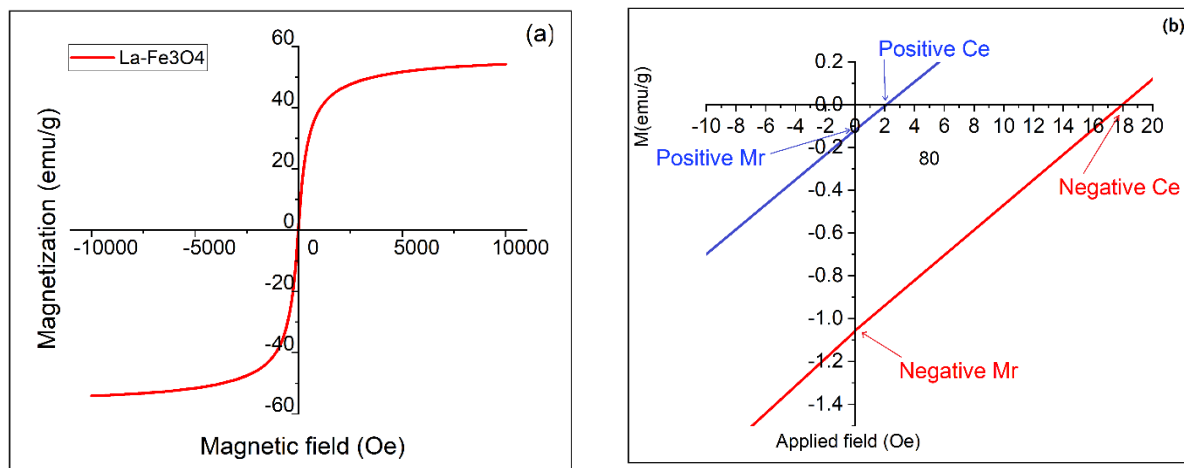 (a)
La-Fe3O4
60
40
20
0
-20
-40
-60
-10000 -5000 0 5000 10000
Magnetization (emu/g)
Magnetic field (Oe)
(b)
Positive Ce
0.2
0.0
-10 -8 -6 -4 -2 0 2 4 6 8 10 12 14 16 18 20
M(emu/g)
Positive Mr
-0.2
80
-0.4
Negative Ce
-0.6
-0.8
-1.0
-1.2
Negative Mr
-1.4
Applied field (Oe)